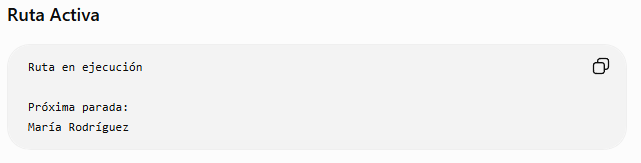 Ruta Activa
Ruta en ejecución
Próxima parada:
María Rodríguez